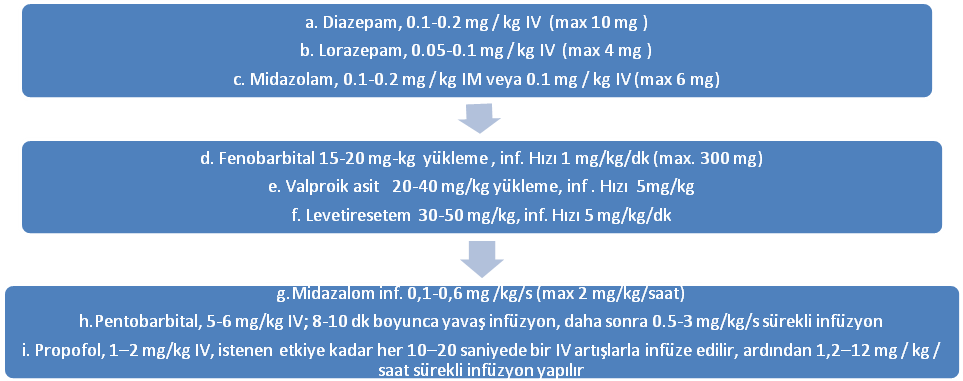 a. Diazepam, 0.1-0.2 mg / kg IV (max 10 mg )
b. Lorazepam, 0.05-0.1 mg / kg IV (max 4 mg )
c. Midazolam, 0.1-0.2 mg / kg IM veya 0.1 mg / kg IV (max 6 mg)
d. Fenobarbital 15-20 mg-kg yükleme , inf. Hızı 1 mg/kg/dk (max. 300 mg)
e. Valproik asit 20-40 mg/kg yükleme, inf . Hızı 5mg/kg
f. Levetiresetem 30-50 mg/kg, inf. Hızı 5 mg/kg/dk
g. Midazalom inf. 0,1-0,6 mg /kg/s (max 2 mg/kg/saat)
h. Pentobarbital, 5-6 mg/kg IV; 8-10 dk boyunca yavaş infüzyon, daha sonra 0.5-3 mg/kg/s sürekli infüzyon
i. Propofol, 1–2 mg/kg IV, istenen etkiye kadar her 10–20 saniyede bir IV artışlarla infüze edilir, ardından 1,2–12 mg / kg /
saat sürekli infüzyon yapılır